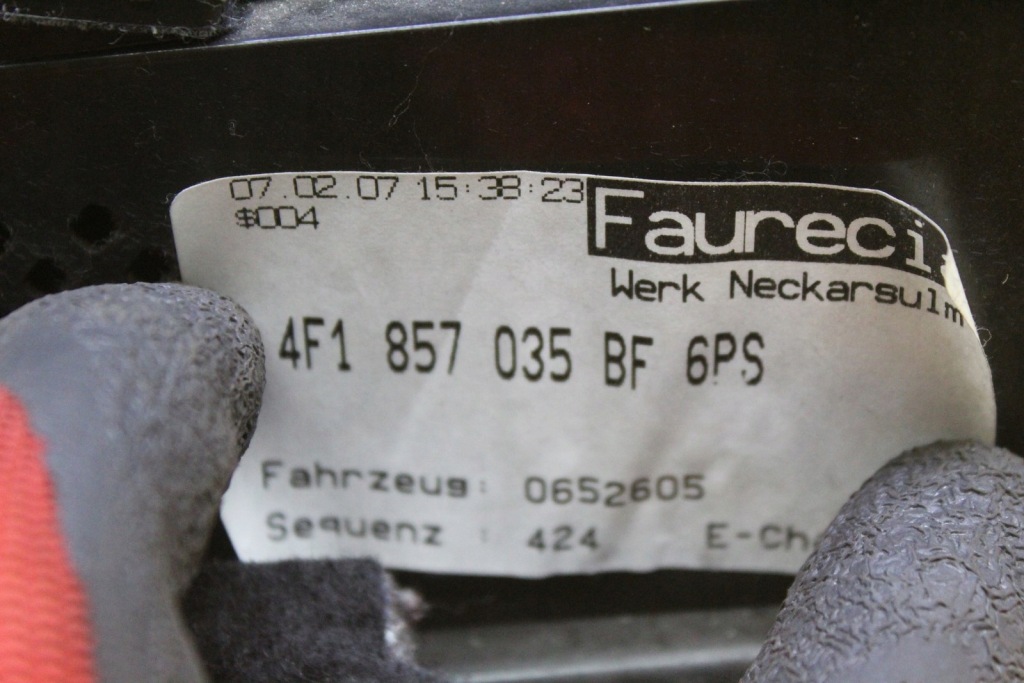 07.02.07 15:38:23
$004
Faureci
Werk Neckarsulm
4F1 857 035 BF 6PS
Fahrzeug: 0652605
Sequenz : 424 E-Ch